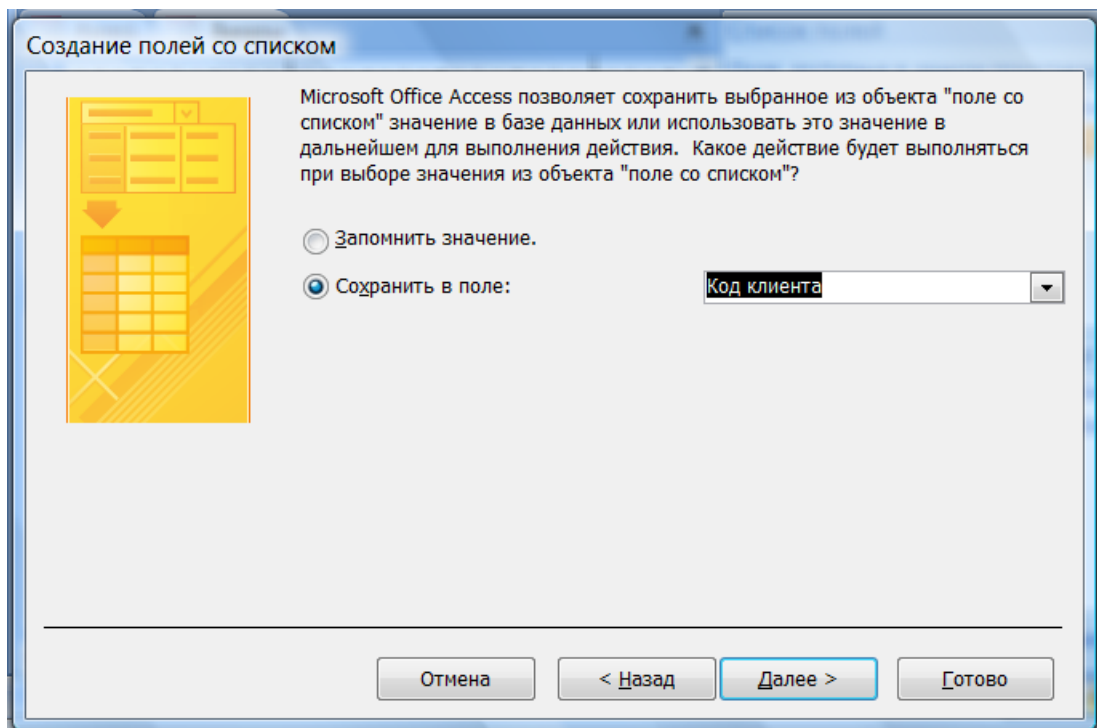 Создание полей со списком
Microsoft Office Access позволяет сохранить выбранное из объекта "поле со
списком" значение в базе данных или использовать это значение в
дальнейшем для выполнения действия. Какое действие будет выполняться
при выборе значения из объекта "поле со списком"?
Запомнить значение.
Сохранить в поле: Код клиента
Отмена < Назад Далее > Готово